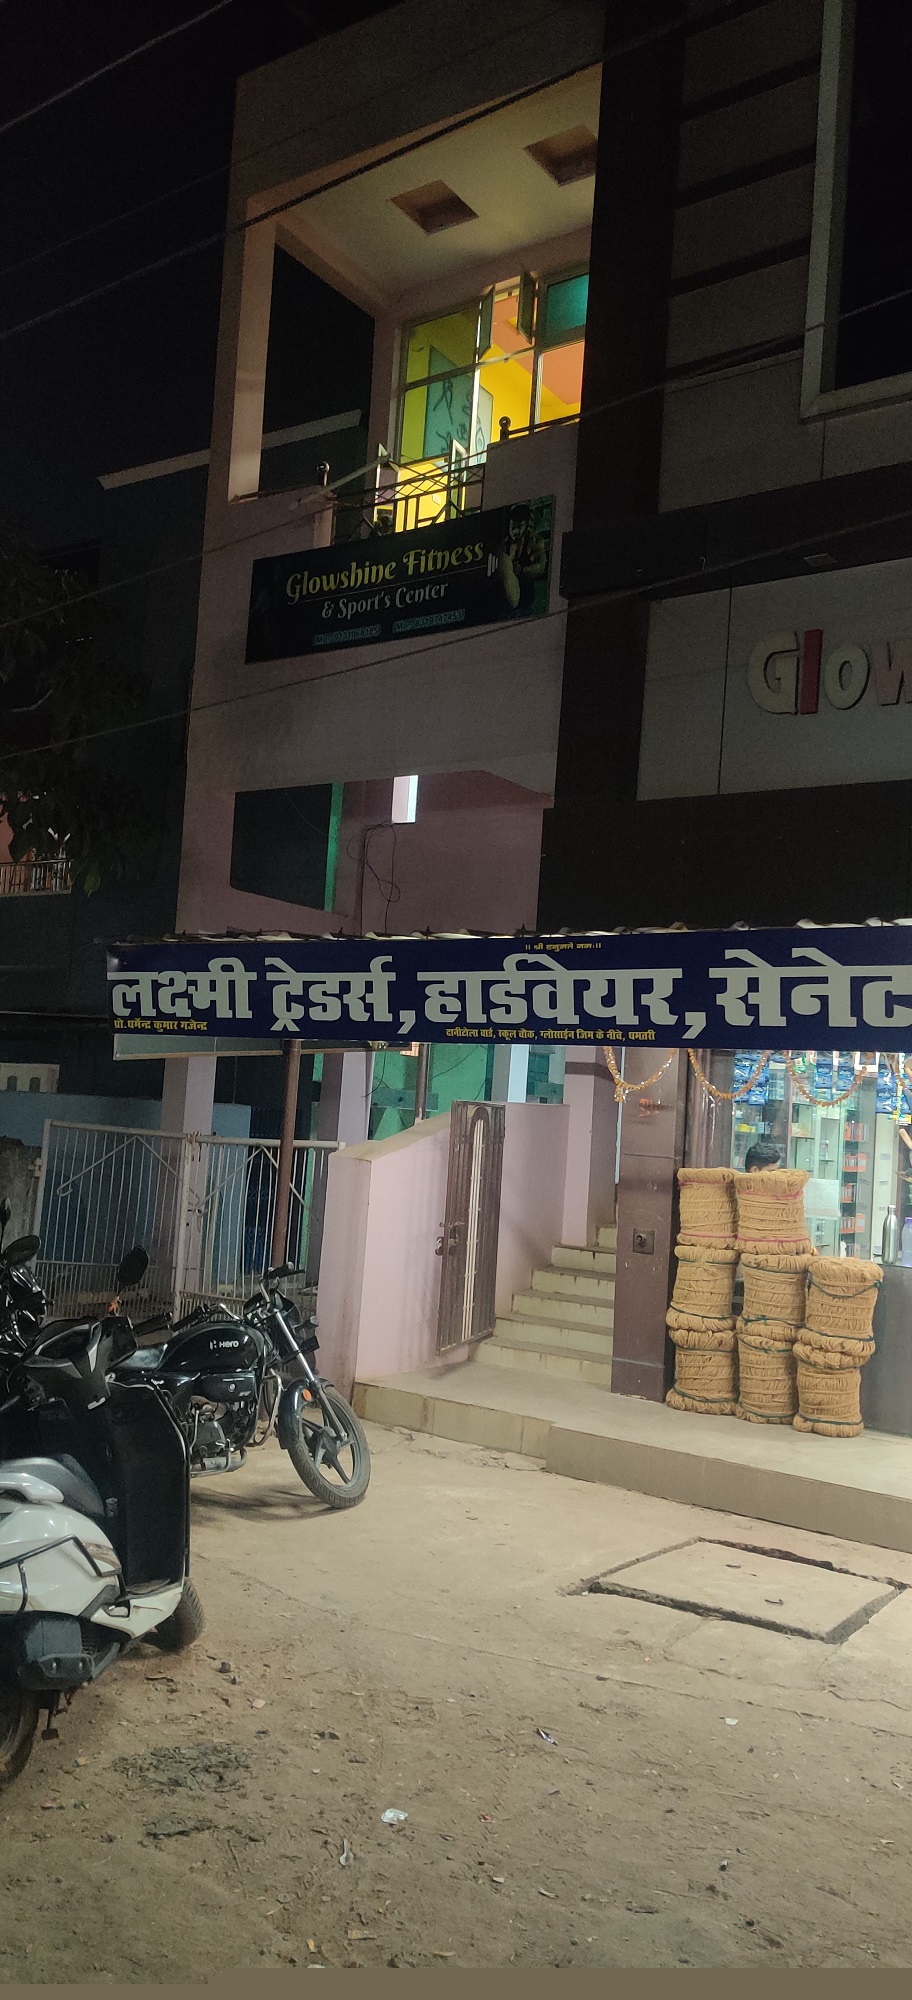 Glowshine Fitness
& Sport's Center
Glow
|| श्री हनुमते नमः ||
लक्ष्मी ट्रेडर्स, हार्डवेयर, सेनेट
प्रो. धर्मेन्द्र कुमार गजेन्द्र
दानीटोला वार्ड, स्कूल चौक, ग्लोसाईन जिम के नीचे, धमतरी
Hero